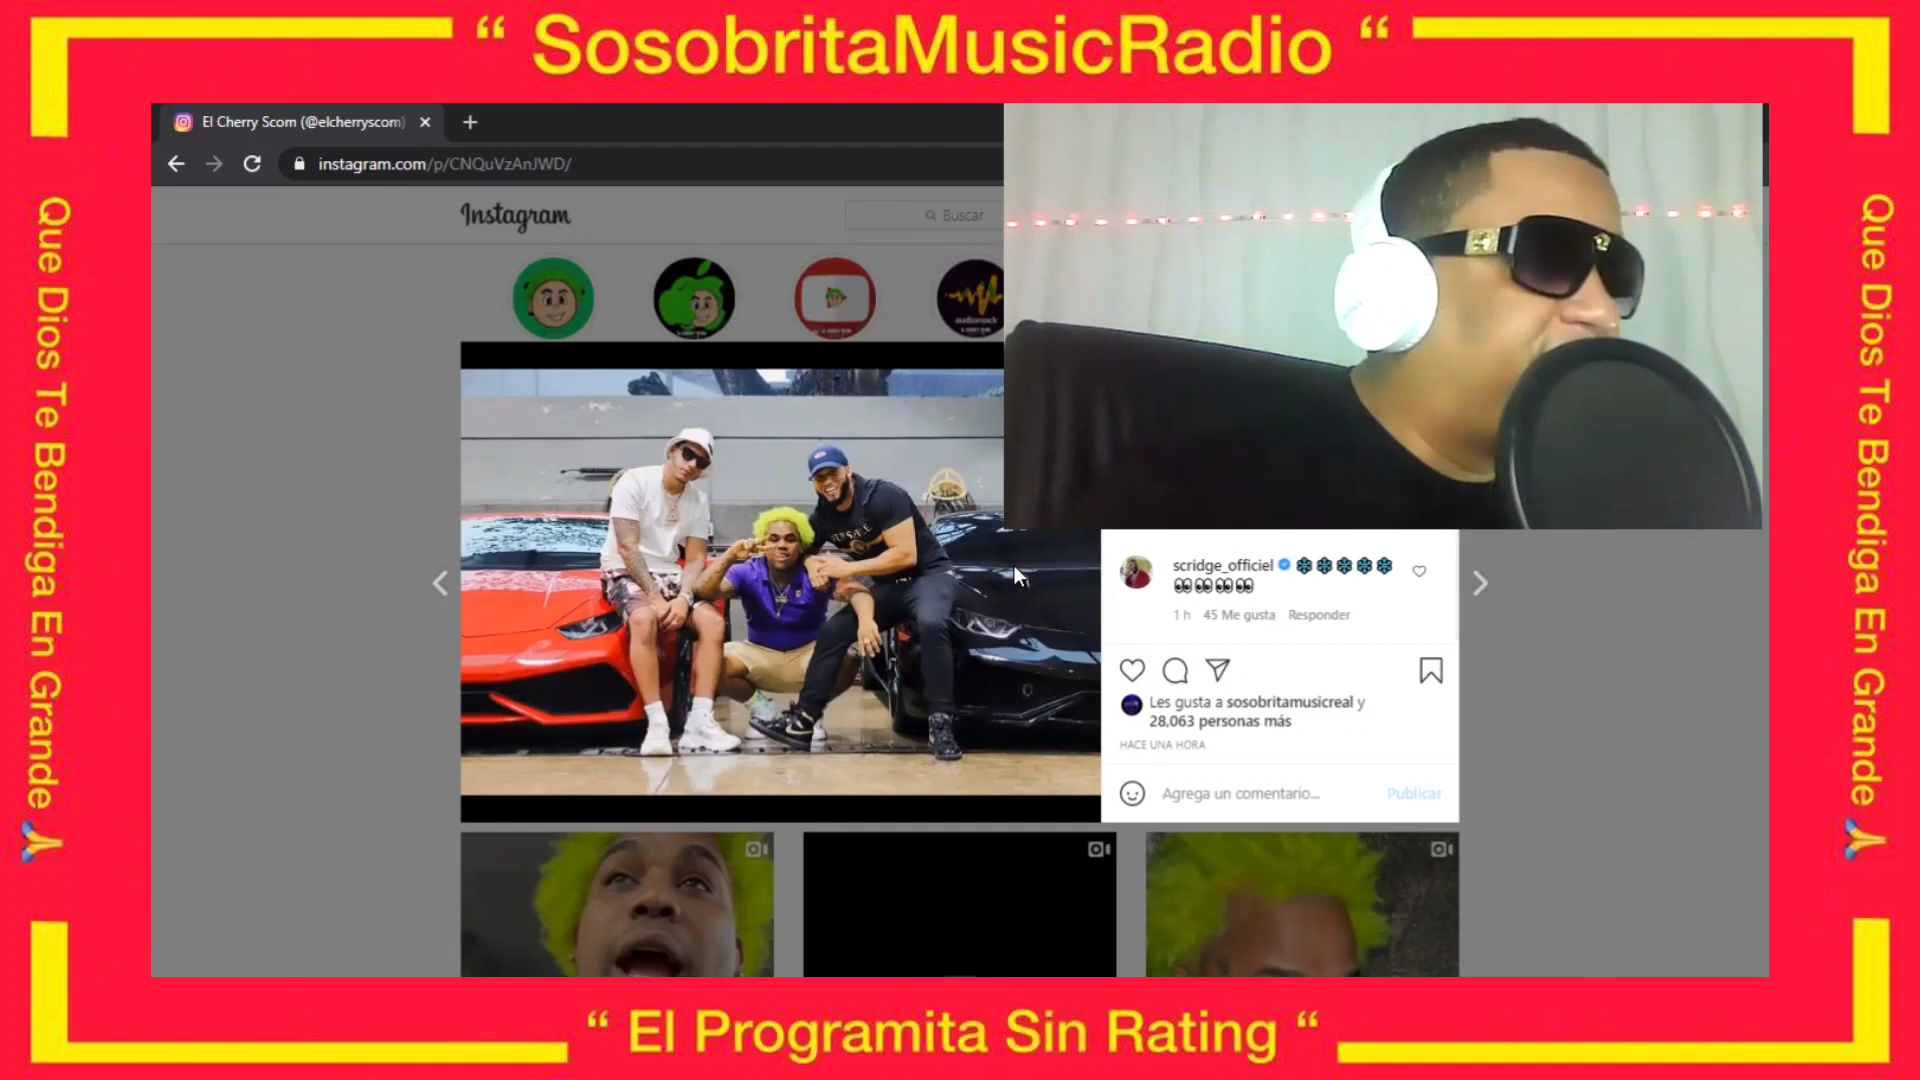 “ SosobritaMusicRadio “
Que Dios Te Bendiga En Grande
El Cherry Scom (@elcherryscom)
instagram.com/p/CNQuVzAnJWD/
Instagram
Buscar
audiomack
VERSACE
scridge_officiel
1 h 45 Me gusta Responder
Les gusta a sosobritamusicreal y
28,063 personas más
HACE UNA HORA
Agrega un comentario... Publicar
Que Dios Te Bendiga En Grande
“ El Programita Sin Rating “